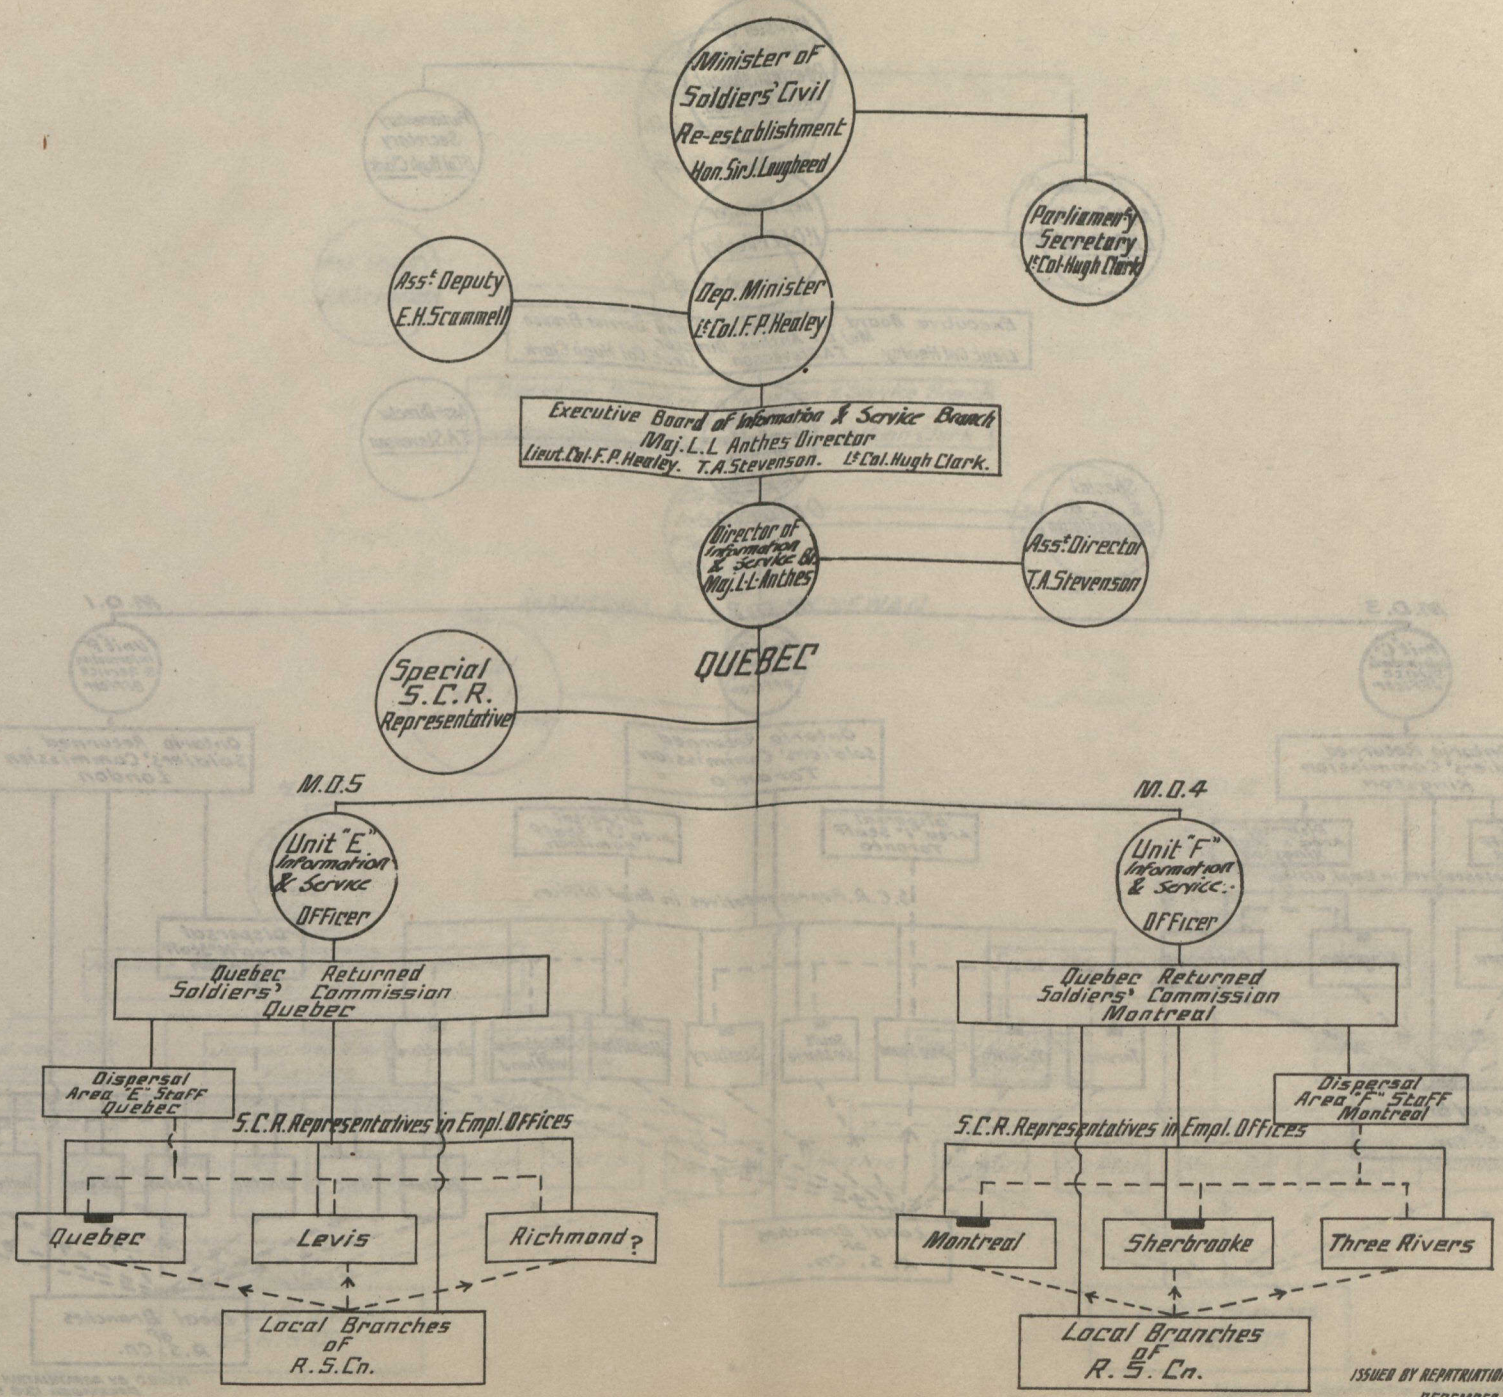 Minister of
Soldiers' Civil
Re-establishment
Hon. Sir J. Lougheed
Parliamen'ty
Secretary
Lt Col. Hugh Clark
Ass't Deputy
E.H. Scammell
Dep. Minister
Lt Col. F.P. Healey
Executive Board of Information & Service Branch
Maj. L.L Anthes Director
Lieut. Col. F.P. Healey. T.A. Stevenson. Lt Col. Hugh Clark.
Director of
Information
& Service Br.
Maj. L.L. Anthes
Ass't Director
T.A. Stevenson
QUEBEC
Special
S.C.R.
Representative
M.D.5
M.D.4
Unit "E"
Information
& Service
Officer
Unit "F"
Information
& Service.
Officer
Quebec Returned
Soldiers' Commission
Quebec
Quebec Returned
Soldiers' Commission
Montreal
Dispersal
Area "E" Staff
Quebec
Dispersal
Area "F" Staff
Montreal
S.C.R. Representatives in Empl. Offices
S.C.R. Representatives in Empl. Offices
Quebec
Levis
Richmond ?
Montreal
Sherbrooke
Three Rivers
Local Branches
of
R.S.Cn.
Local Branches
of
R.S.Cn.
ISSUED BY REPATRIATION